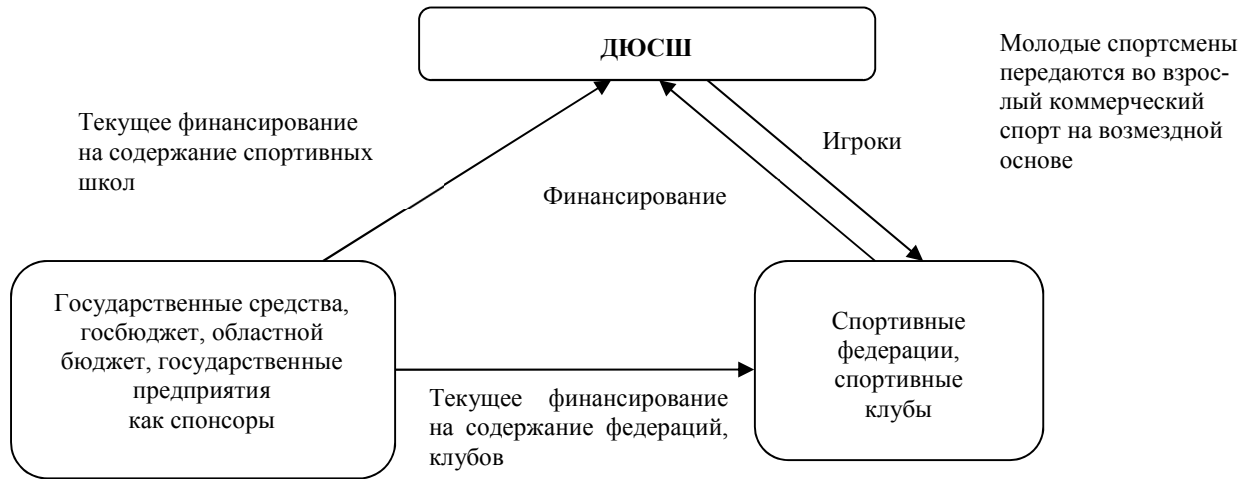 ДЮСШ
Молодые спортсмены
передаются во взрос-
лый коммерческий
спорт на возмездной
основе
Текущее финансирование
на содержание спортивных
школ
Игроки
Финансирование
Государственные средства,
госбюджет, областной
бюджет, государственные
предприятия
как спонсоры
Спортивные
федерации,
спортивные
клубы
Текущее финансирование
на содержание федераций,
клубов